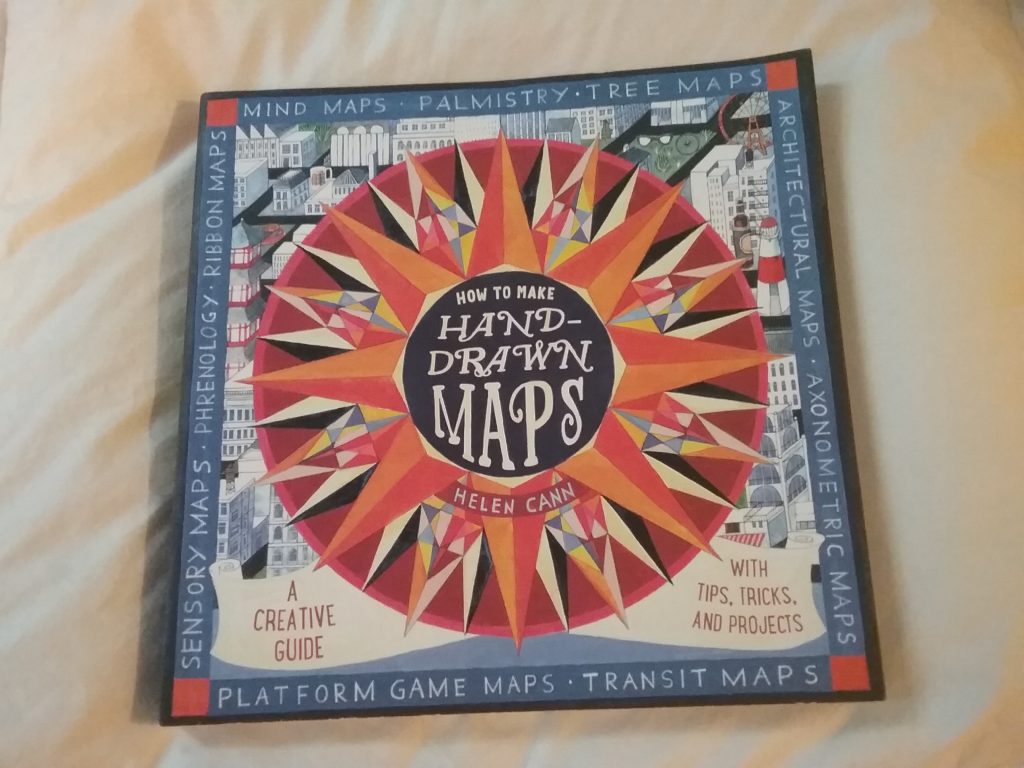 MIND MAPS · PALMISTRY · TREE MAPS
ARCHITECTURAL MAPS · AXONOMETRIC MAPS
SENSORY MAPS · PHRENOLOGY · RIBBON MAPS
HOW TO MAKE
HAND-
DRAWN
MAPS
HELEN CANN
A
CREATIVE
GUIDE
WITH
TIPS, TRICKS,
AND PROJECTS
PLATFORM GAME MAPS · TRANSIT MAPS